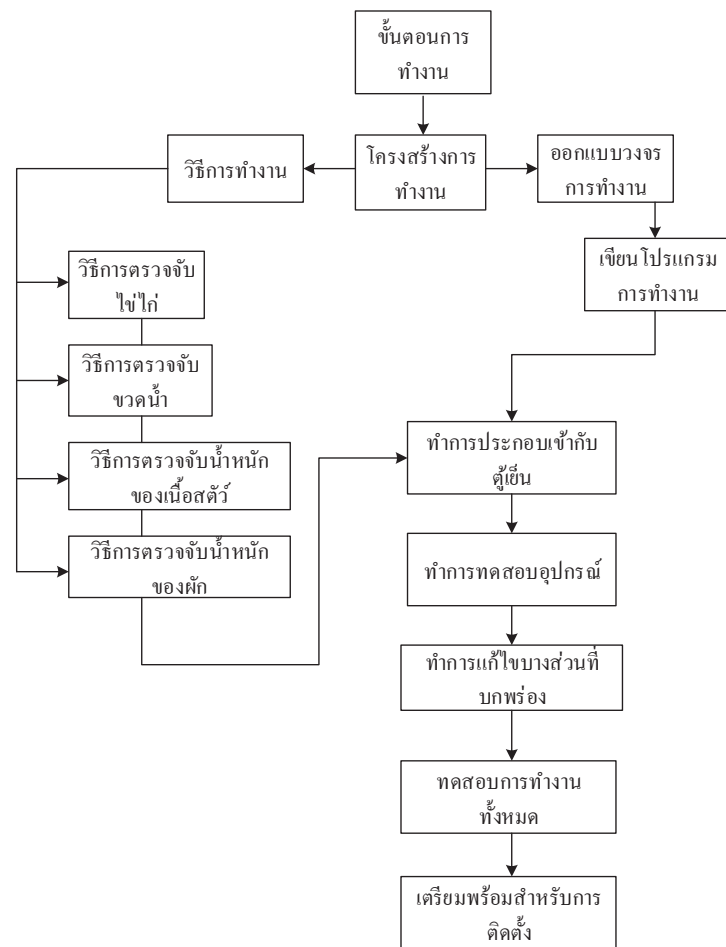 ขั้นตอนการ
ทำงาน
วิธีการทำงาน
โครงสร้างการ
ทำงาน
ออกแบบวงจร
การทำงาน
เขียนโปรแกรม
การทำงาน
วิธีการตรวจจับ
ไข่ไก่
วิธีการตรวจจับ
ขวดน้ำ
วิธีการตรวจจับน้ำหนัก
ของเนื้อสตัว์
วิธีการตรวจจับน้ำหนัก
ของผัก
ทำการประกอบเข้ากับ
ตู้เย็น
ทำการทดสอบอุปกรณ์
ทำการแก้ไขบางส่วนที่
บกพร่อง
ทดสอบการทำงาน
ทั้งหมด
เตรียมพร้อมสำหรับการ
ติดตั้ง